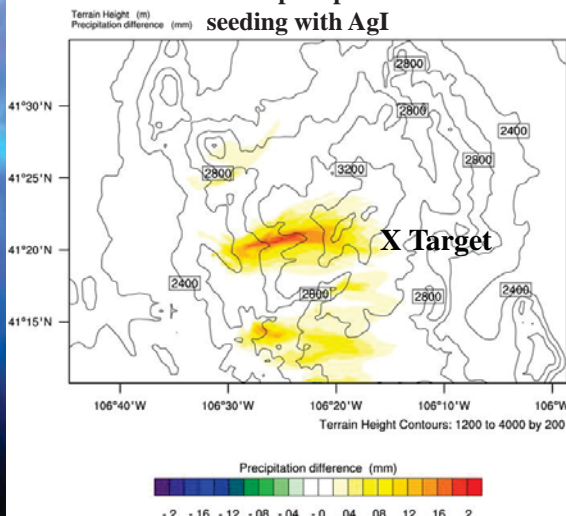 Terrain Height (m)
Precipitation difference (mm)
seeding with AgI
2800
2800
2400
41°30'N
2800
3200
41°25'N
2800
X Target
41°20'N
2400
2800
2800
2400
41°15'N
106°40'W 106°30'W 106°20'W 106°10'W 106°W
Terrain Height Contours: 1200 to 4000 by 200
Precipitation difference (mm)
-.2 -.16 -.12 -.08 -.04 -.0 .04 .08 .12 .16 .2